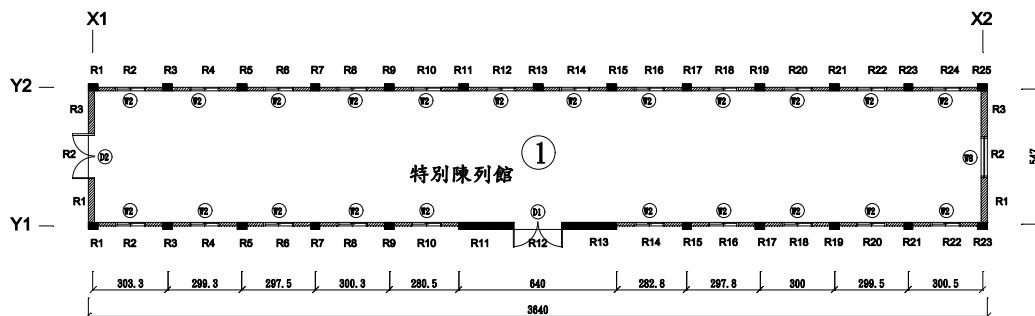 X1 X2
R1 R2 R3 R4 R5 R6 R7 R8 R9 R10 R11 R12 R13 R14 R15 R16 R17 R18 R19 R20 R21 R22 R23 R24 R25
Y2
W2 W2 W2 W2 W2 W2 W2 W2 W2 W2 W2 W2
R3 R3
R2 D2 1 W8 R2 547
特別陳列館
R1 R1
W2 W2 W2 W2 W2 D1 W2 W2 W2 W2 W2
Y1
R1 R2 R3 R4 R5 R6 R7 R8 R9 R10 R11 R12 R13 R14 R15 R16 R17 R18 R19 R20 R21 R22 R23
303.3 299.3 297.5 300.3 280.5 640 282.8 297.8 300 299.5 300.5
3640